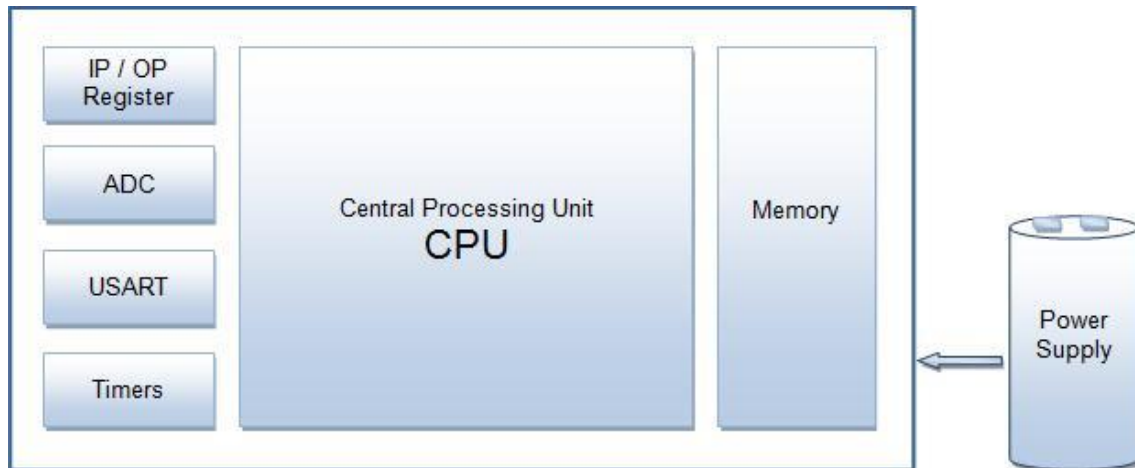 IP / OP
Register
ADC
USART
Timers
Central Processing Unit
CPU
Memory
Power
Supply